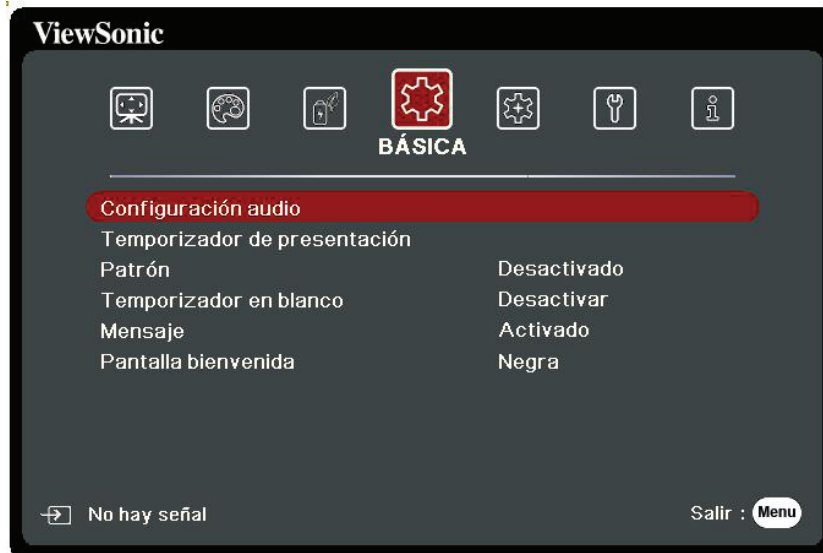 ViewSonic
BÁSICA
Configuración audio
Temporizador de presentación
Patrón Desactivado
Temporizador en blanco Desactivar
Mensaje Activado
Pantalla bienvenida Negra
No hay señal Salir : Menu